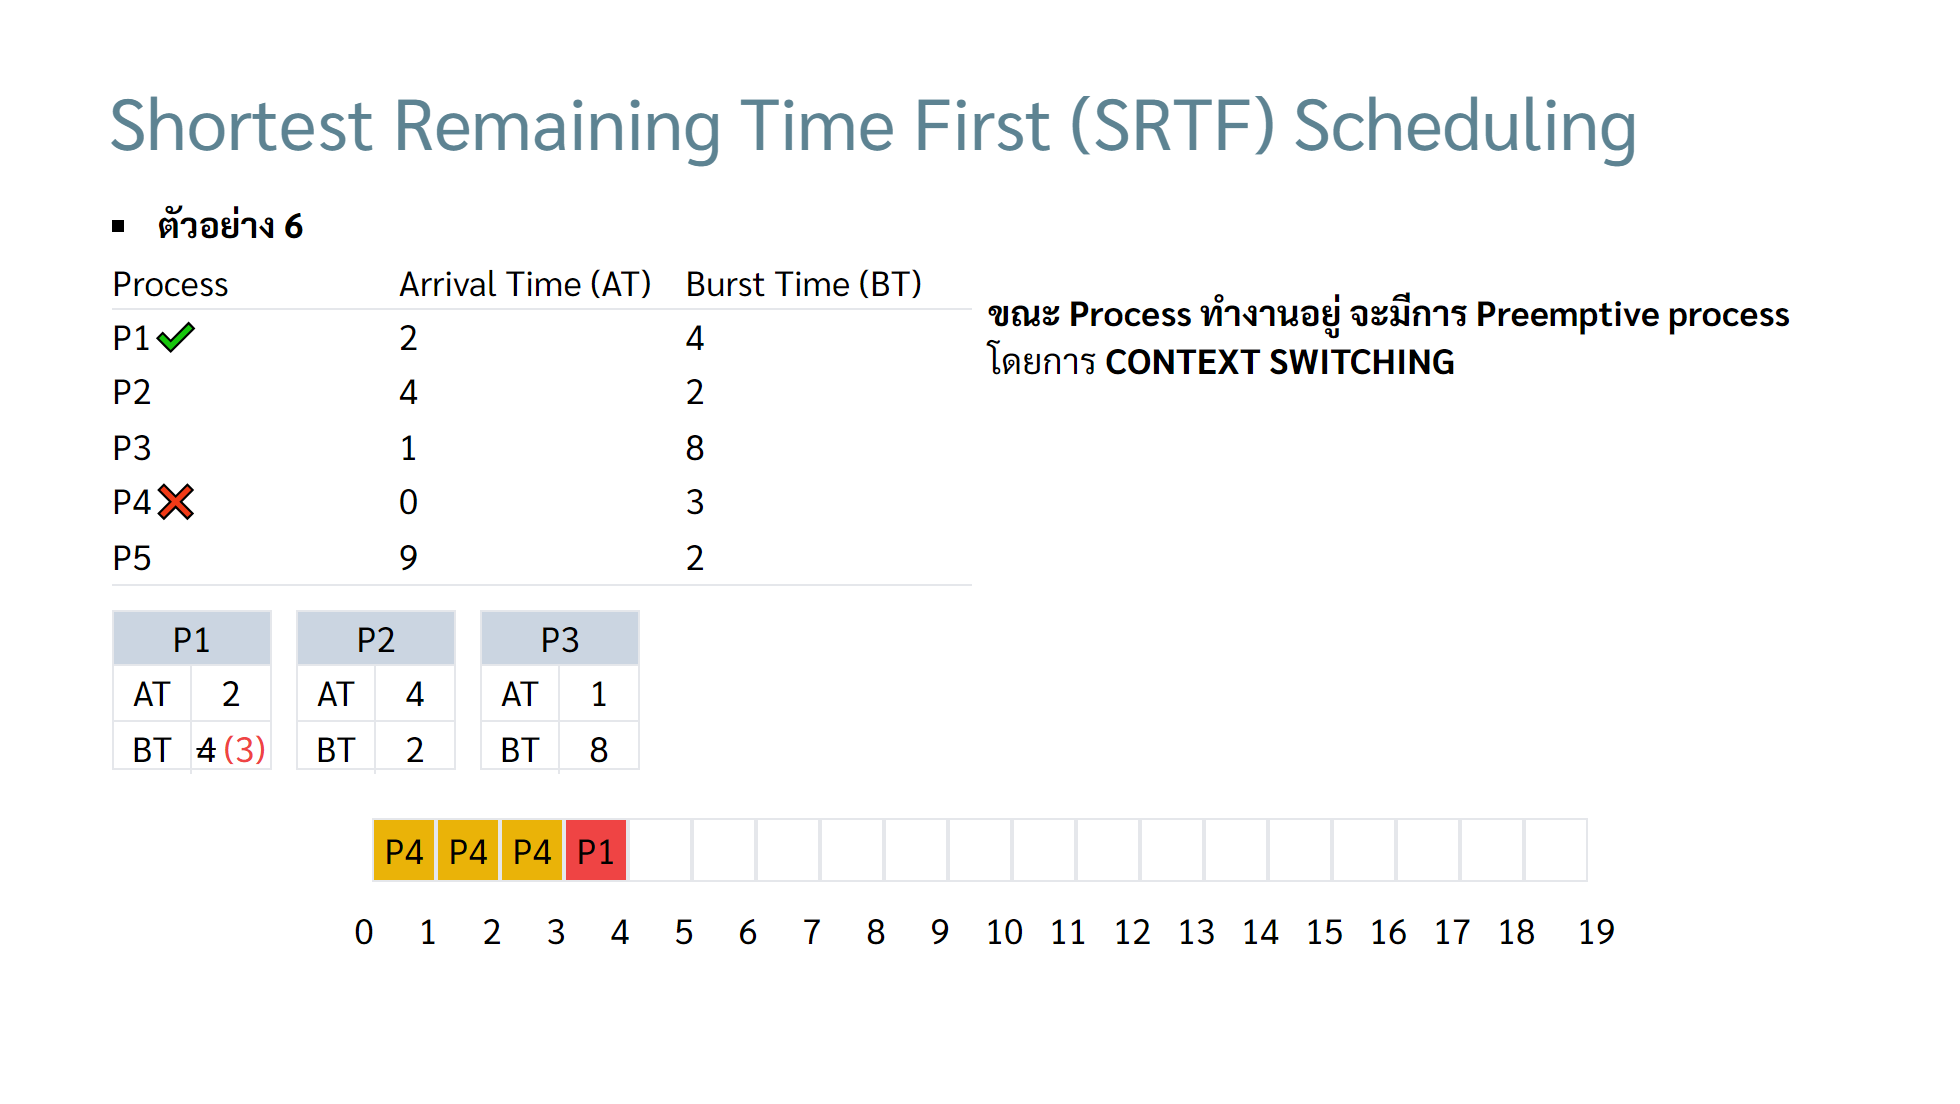 Shortest Remaining Time First (SRTF) Scheduling
▪ ตัวอย่าง 6
Process Arrival Time (AT) Burst Time (BT)
P1 2 4
P2 4 2
P3 1 8
P4 0 3
P5 9 2
ขณะ Process ทำงานอยู่ จะมีการ Preemptive process
โดยการ CONTEXT SWITCHING
P1 P2 P3
AT 2 AT 4 AT 1
BT 4 (3) BT 2 BT 8
P4 P4 P4 P1
0 1 2 3 4 5 6 7 8 9 10 11 12 13 14 15 16 17 18 19